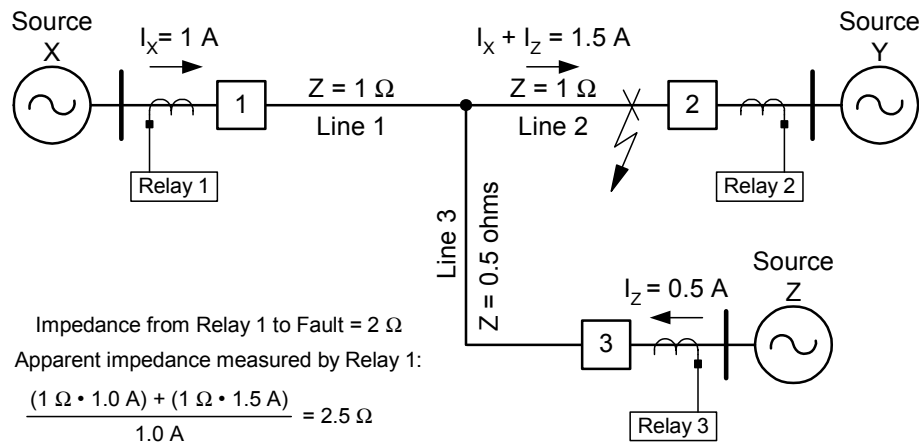 Source
X
I_X = 1 A
I_X + I_Z = 1.5 A
Source
Y
1
Z = 1 Ω
Line 1
Z = 1 Ω
Line 2
2
Relay 1
Relay 2
Line 3
Z = 0.5 ohms
Source
Z
I_Z = 0.5 A
3
Relay 3
Impedance from Relay 1 to Fault = 2 Ω
Apparent impedance measured by Relay 1:
(1 Ω • 1.0 A) + (1 Ω • 1.5 A)
1.0 A
= 2.5 Ω